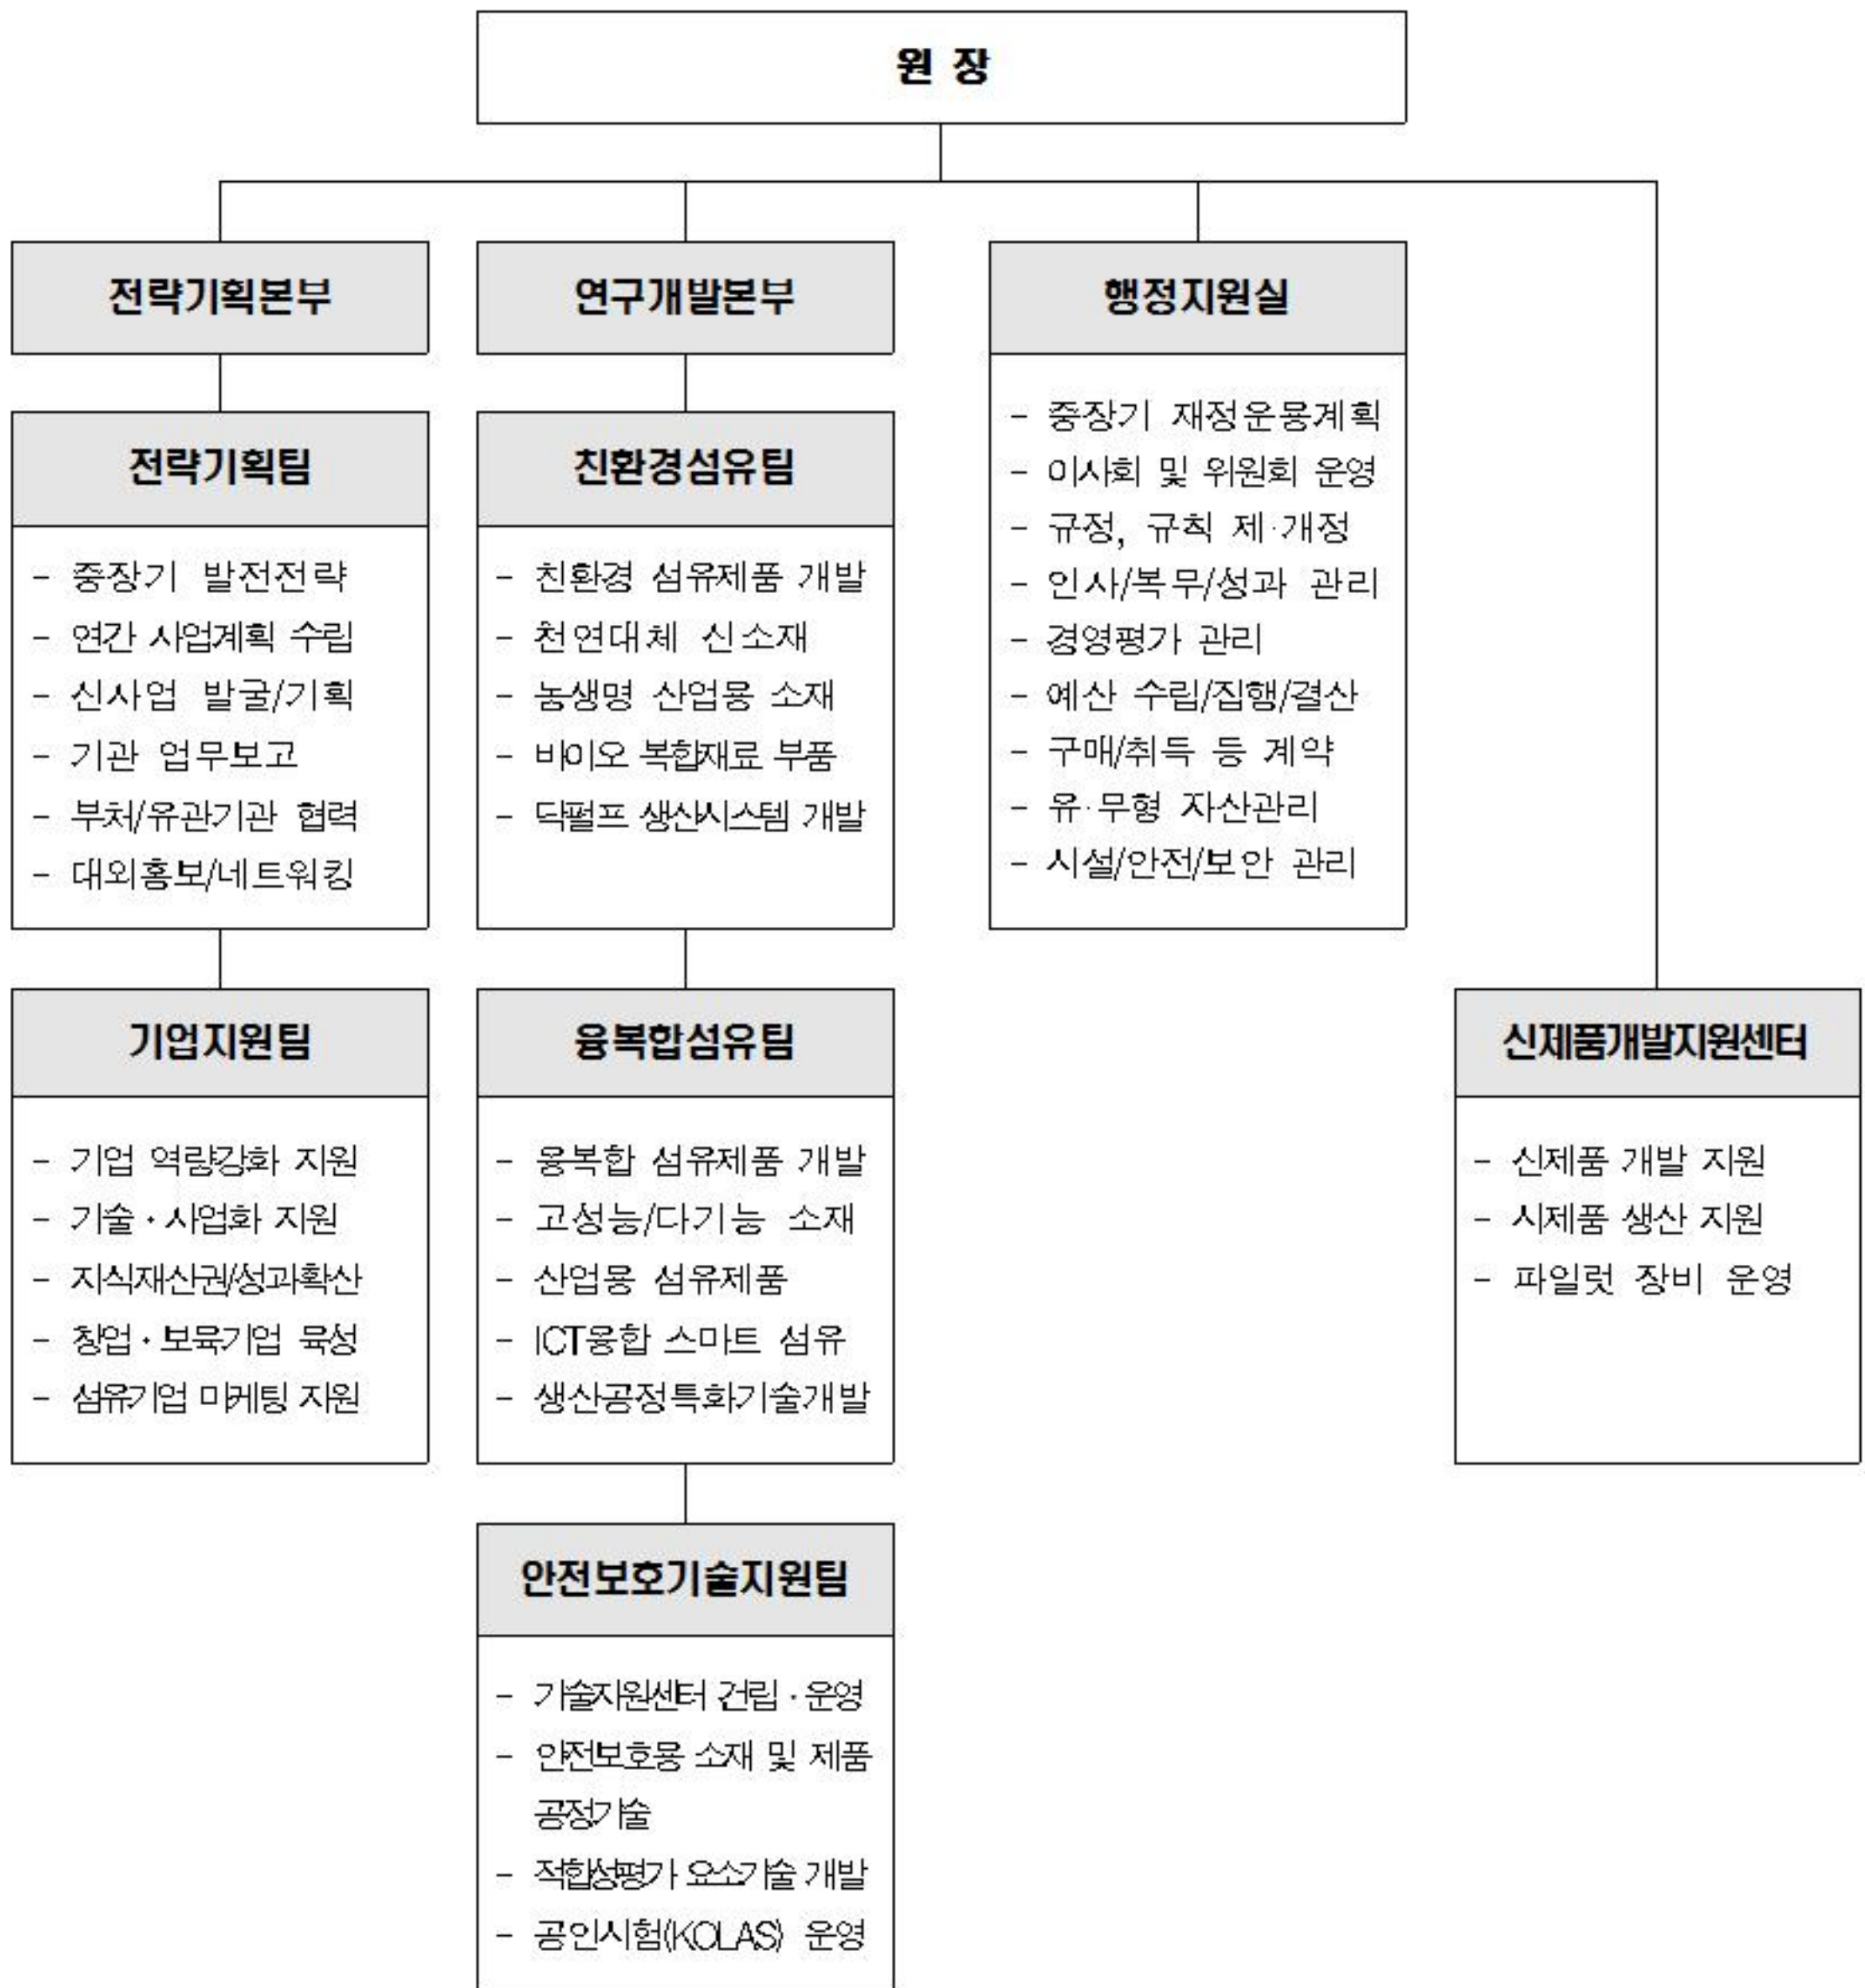 원 장
전략기획본부
연구개발본부
행정지원실
- 중장기 재정운용계획
- 이사회 및 위원회 운영
- 규정, 규칙 제·개정
- 인사/복무/성과 관리
- 경영평가 관리
- 예산 수립/집행/결산
- 구매/취득 등 계약
- 유·무형 자산관리
- 시설/안전/보안 관리
전략기획팀
- 중장기 발전전략
- 연간 사업계획 수립
- 신사업 발굴/기획
- 기관 업무보고
- 부처/유관기관 협력
- 대외홍보/네트워킹
친환경섬유팀
- 친환경 섬유제품 개발
- 천연대체 신소재
- 농생명 산업용 소재
- 바이오 복합재료 부품
- 닥펄프 생산시스템 개발
기업지원팀
- 기업 역량강화 지원
- 기술·사업화 지원
- 지식재산권/성과확산
- 창업·보육기업 육성
- 섬유기업 마케팅 지원
융복합섬유팀
- 융복합 섬유제품 개발
- 고성능/다기능 소재
- 산업용 섬유제품
- ICT융합 스마트 섬유
- 생산공정특화기술개발
신제품개발지원센터
- 신제품 개발 지원
- 시제품 생산 지원
- 파일럿 장비 운영
안전보호기술지원팀
- 기술지원센터 건립·운영
- 안전보호용 소재 및 제품
공정기술
- 적합성평가 요소기술 개발
- 공인시험(KOLAS) 운영